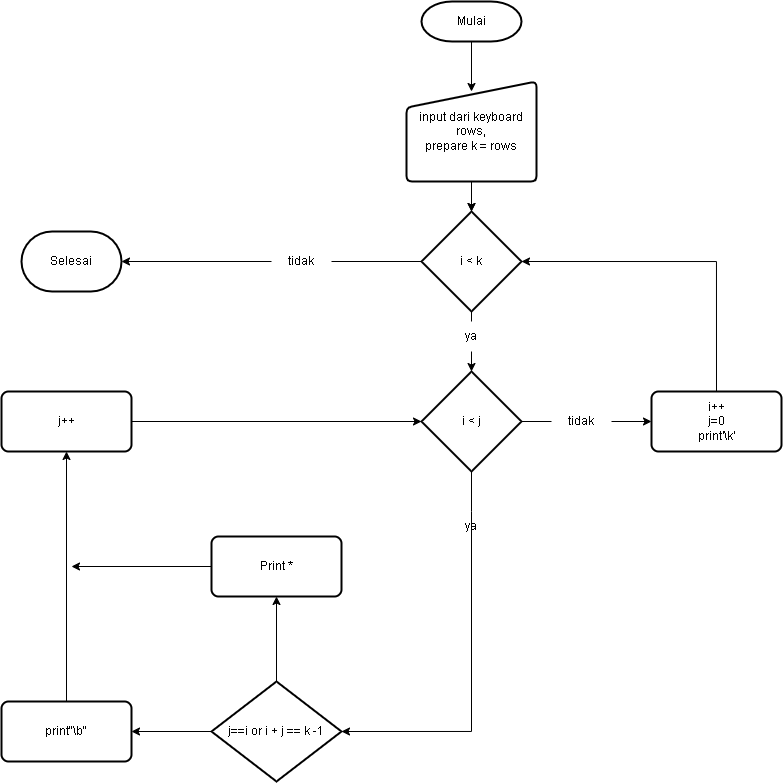 Mulai
input dari keyboard
rows,
prepare k = rows
i < k
tidak
Selesai
ya
i < j
tidak
i++
j=0
print'\k'
j++
ya
Print *
j==i or i + j == k -1
print"\b"